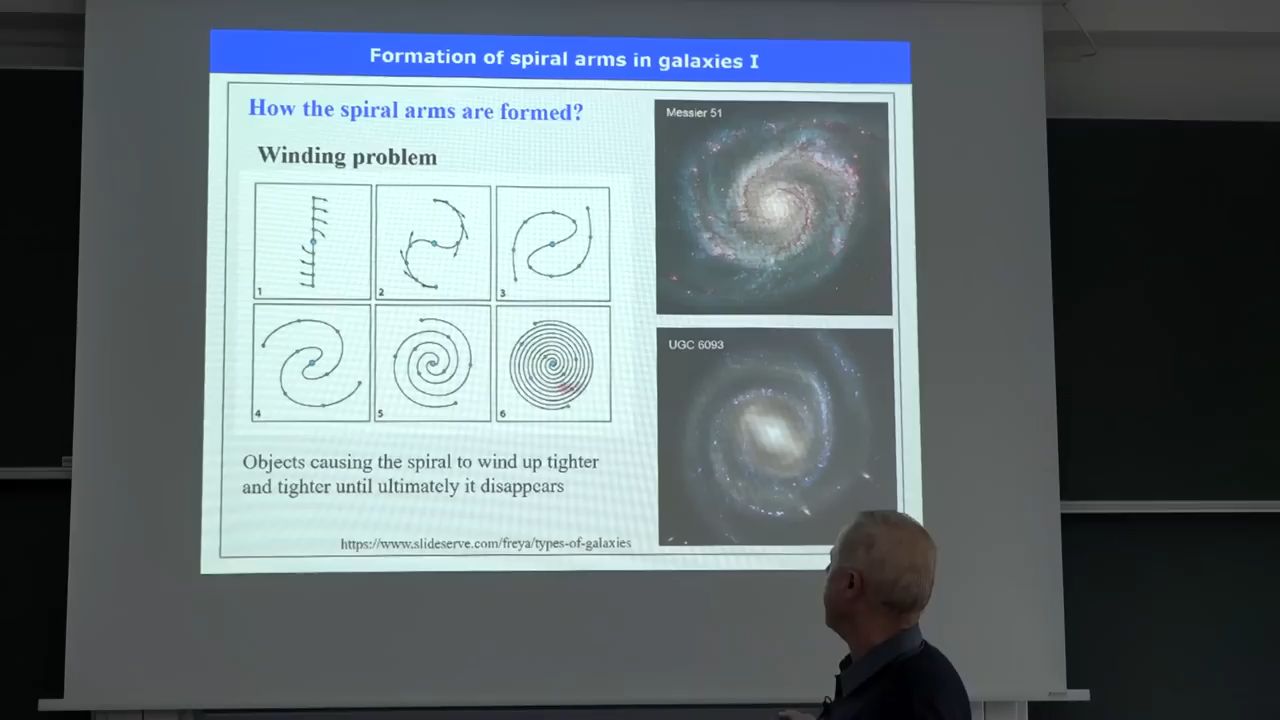 Formation of spiral arms in galaxies I
How the spiral arms are formed?
Winding problem
1
2
3
4
5
6
Objects causing the spiral to wind up tighter
and tighter until ultimately it disappears
https://www.slideserve.com/freya/types-of-galaxies
Messier 51
UGC 6093